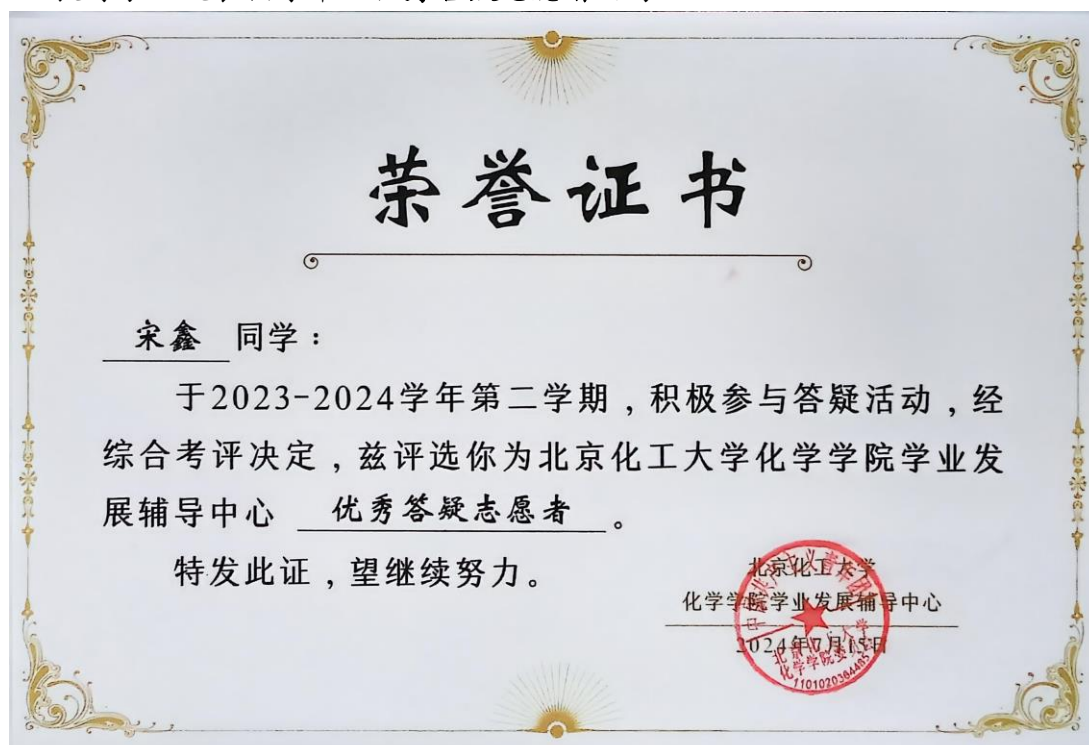 荣誉证书
宋鑫 同学：
于2023-2024学年第二学期，积极参与答疑活动，经
综合考评决定，兹评选你为北京化工大学化学学院学业发
展辅导中心 优秀答疑志愿者 。
特发此证，望继续努力。
北京化工大学
化学学院学业发展辅导中心
2024年7月15日